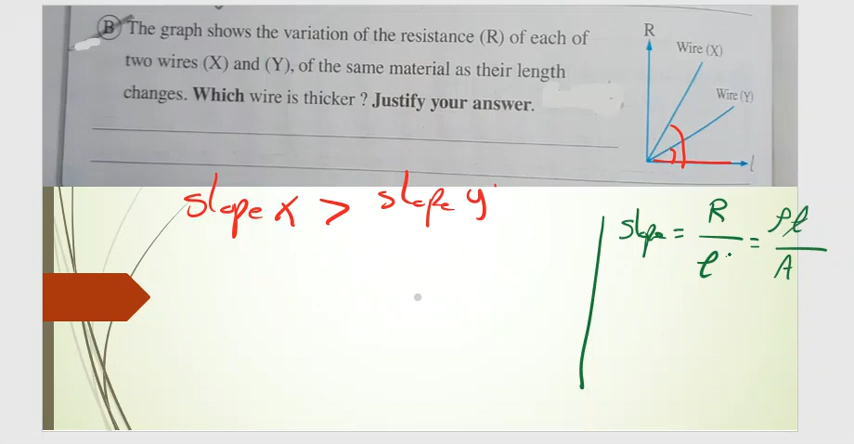 B The graph shows the variation of the resistance (R) of each of
two wires (X) and (Y), of the same material as their length
changes. Which wire is thicker ? Justify your answer.
R
Wire (X)
Wire (Y)
l
slope x > slope y
slope = R / l = ρl / A